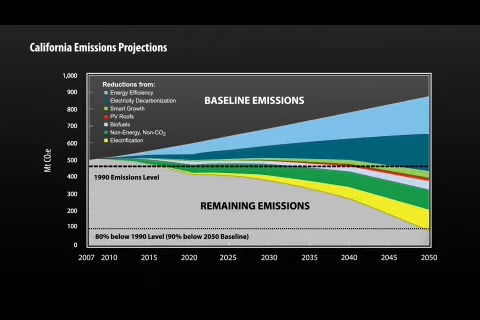 California Emissions Projections
Mt CO₂e
1,000
900
800
700
600
500
400
300
200
100
0
Reductions from:
Energy Efficiency
Electricity Decarbonization
Smart Growth
PV Roofs
Biofuels
Non-Energy, Non-CO₂
Electrification
BASELINE EMISSIONS
1990 Emissions Level
REMAINING EMISSIONS
80% below 1990 Level (90% below 2050 Baseline)
2007 2010 2015 2020 2025 2030 2035 2040 2045 2050